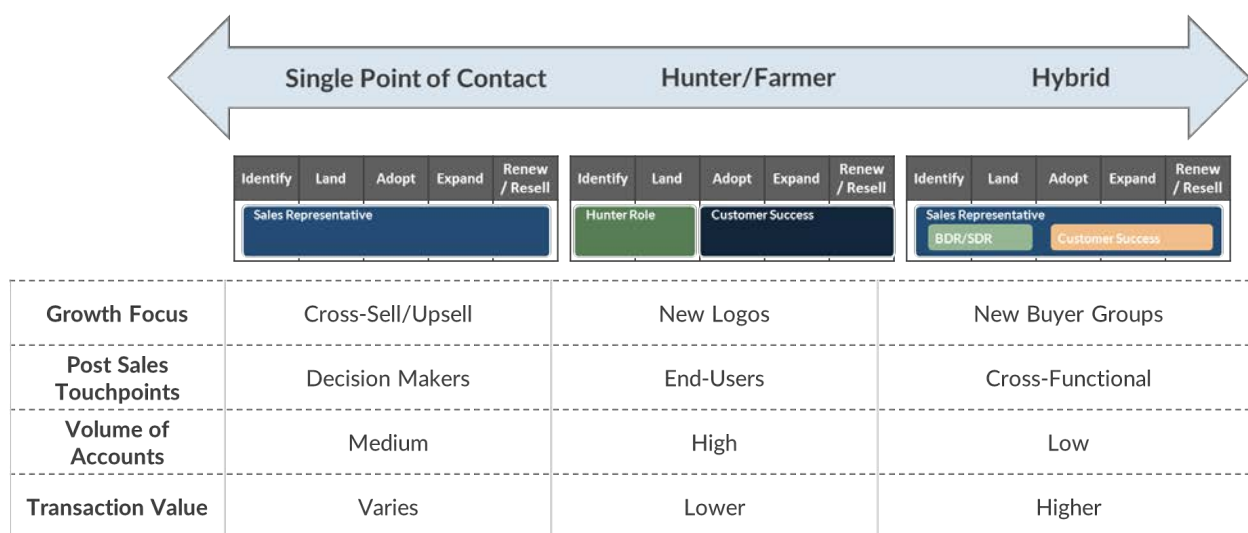 Single Point of Contact
Hunter/Farmer
Hybrid
Identify
Land
Adopt
Expand
Renew
/ Resell
Sales Representative
Identify
Land
Adopt
Expand
Renew
/ Resell
Hunter Role
Customer Success
Identify
Land
Adopt
Expand
Renew
/ Resell
Sales Representative
BDR/SDR
Customer Success
Growth Focus
Cross-Sell/Upsell
New Logos
New Buyer Groups
Post Sales
Touchpoints
Decision Makers
End-Users
Cross-Functional
Volume of
Accounts
Medium
High
Low
Transaction Value
Varies
Lower
Higher